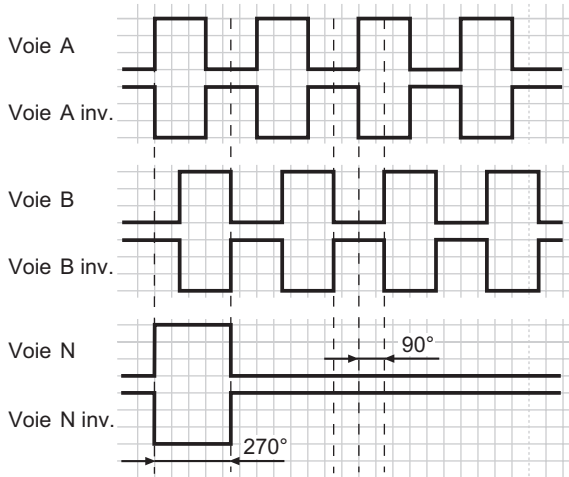 Voie A
Voie A inv.
Voie B
Voie B inv.
Voie N
90°
Voie N inv.
270°